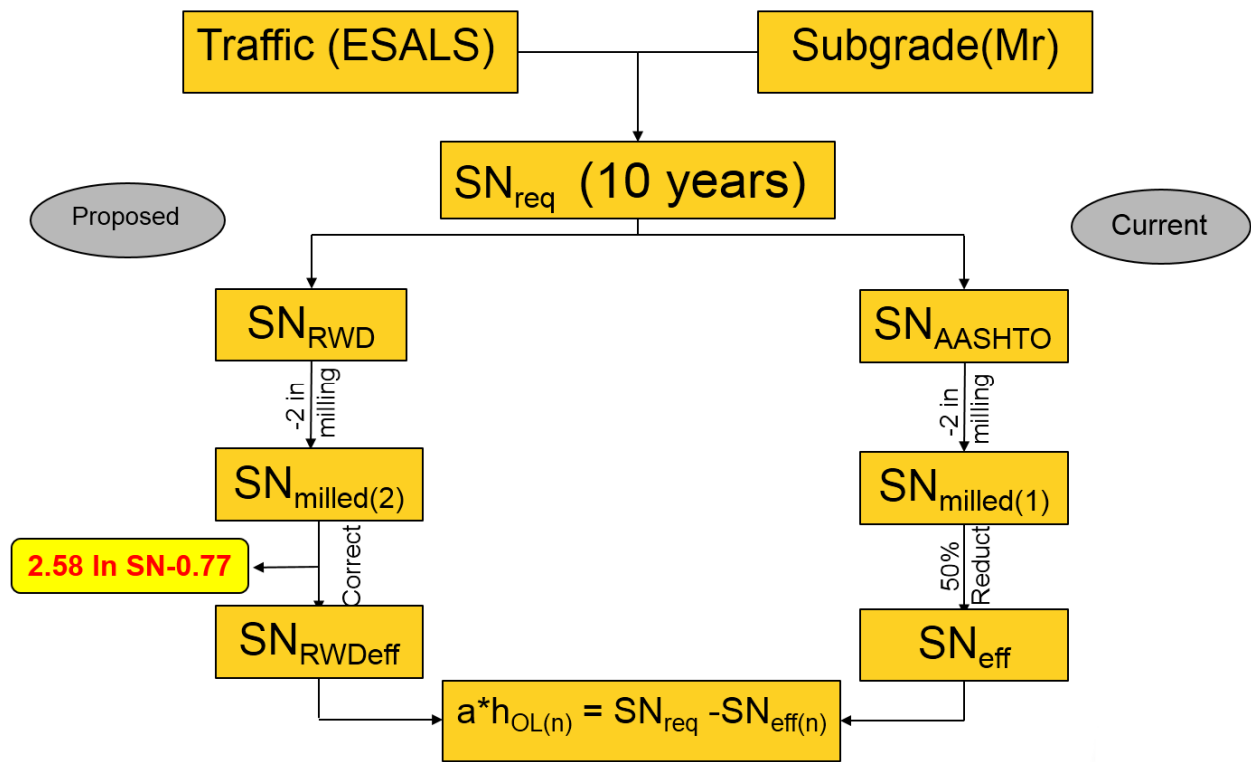 Traffic (ESALS)
Subgrade(Mr)
SNreq (10 years)
Proposed
Current
SNRWD
SNAASHTO
-2 in
milling
-2 in
milling
SNmilled(2)
SNmilled(1)
Correct
2.58 ln SN-0.77
50%
Reduct
SNRWDeff
SNeff
a*hOL(n) = SNreq -SNeff(n)